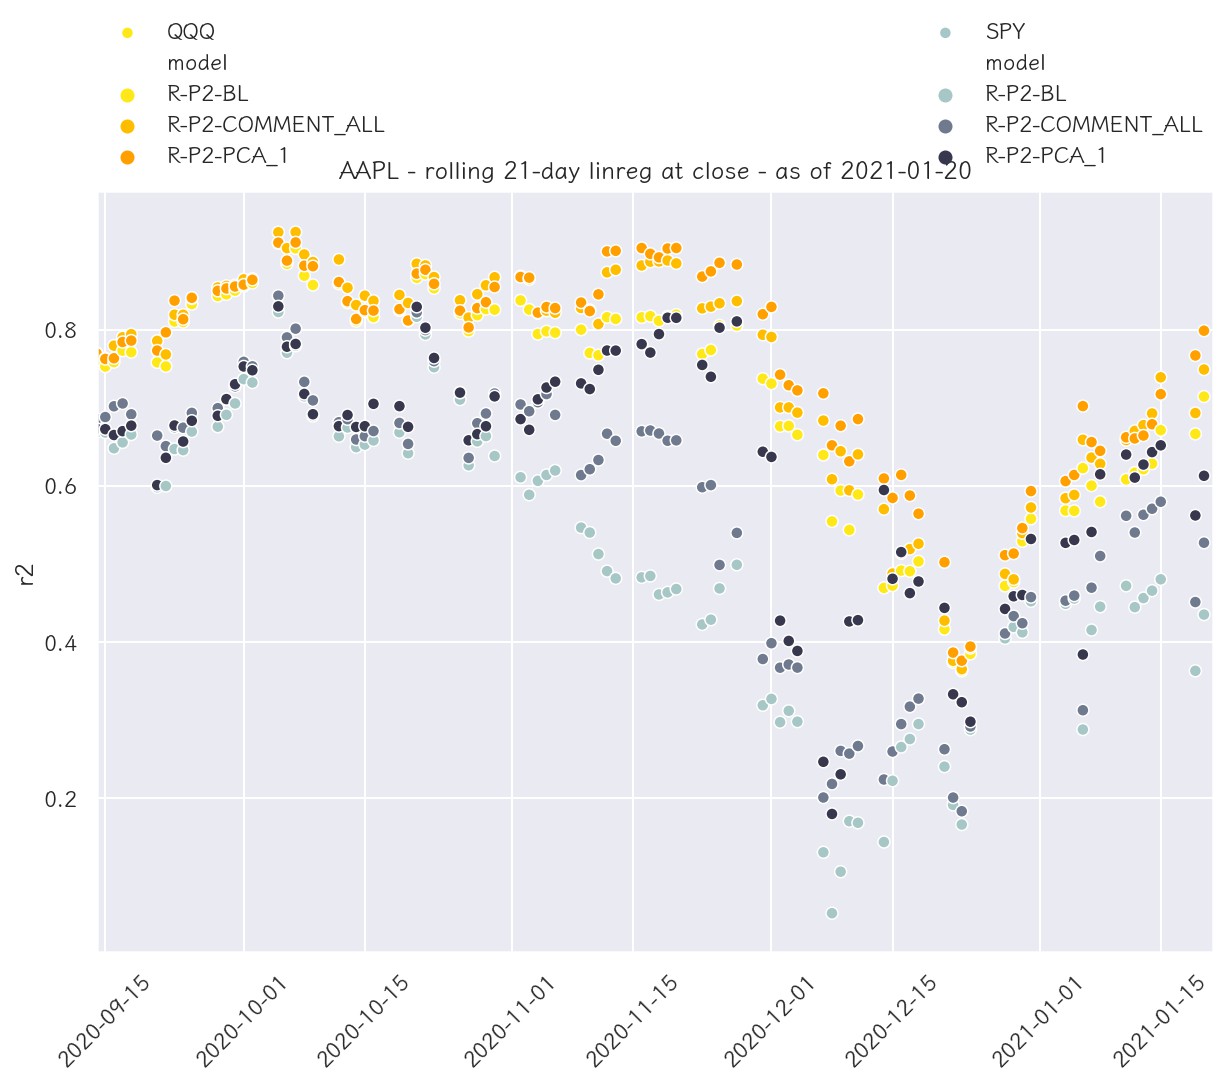 QQQ
model
R-P2-BL
R-P2-COMMENT_ALL
R-P2-PCA_1
SPY
model
R-P2-BL
R-P2-COMMENT_ALL
R-P2-PCA_1
AAPL - rolling 21-day linreg at close - as of 2021-01-20
r2
0.8
0.6
0.4
0.2
2020-09-15
2020-10-01
2020-10-15
2020-11-01
2020-11-15
2020-12-01
2020-12-15
2021-01-01
2021-01-15